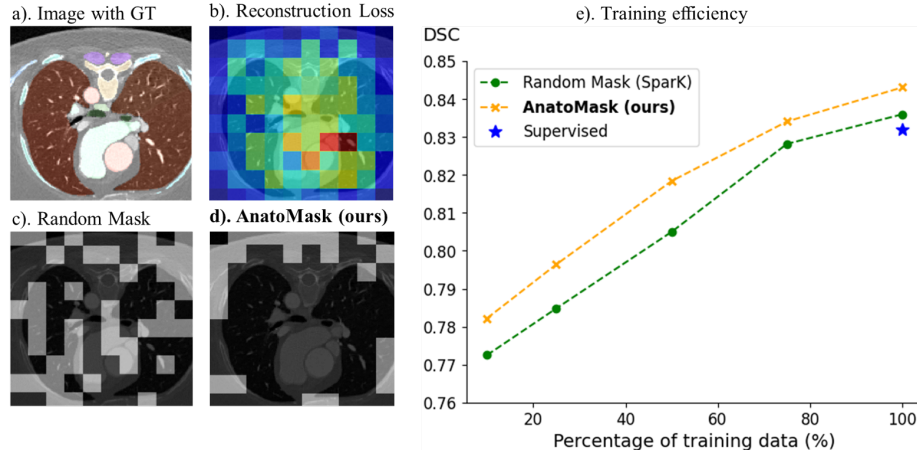 a). Image with GT
b). Reconstruction Loss
c). Random Mask
d). AnatoMask (ours)
e). Training efficiency
DSC
0.85
0.84
0.83
0.82
0.81
0.80
0.79
0.78
0.77
0.76
Random Mask (SparK)
AnatoMask (ours)
Supervised
20
40
60
80
100
Percentage of training data (%)